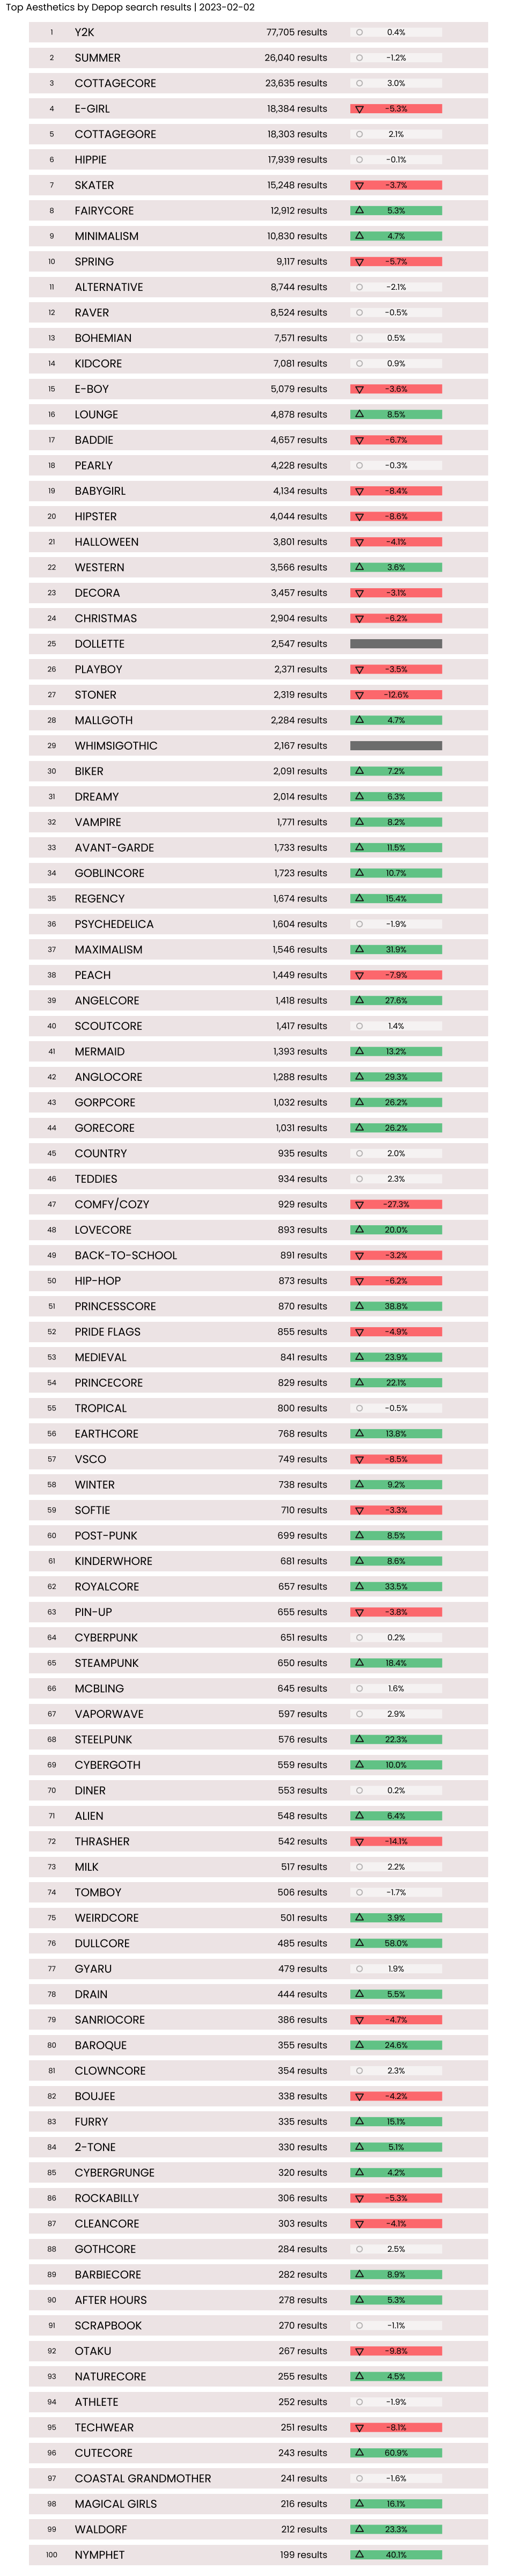 Top Aesthetics by Depop search results | 2023-02-02
1 Y2K 77,705 results 0.4%
2 SUMMER 26,040 results -1.2%
3 COTTAGECORE 23,635 results 3.0%
4 E-GIRL 18,384 results -5.3%
5 COTTAGEGORE 18,303 results 2.1%
6 HIPPIE 17,939 results -0.1%
7 SKATER 15,248 results -3.7%
8 FAIRYCORE 12,912 results 5.3%
9 MINIMALISM 10,830 results 4.7%
10 SPRING 9,117 results -5.7%
11 ALTERNATIVE 8,744 results -2.1%
12 RAVER 8,524 results -0.5%
13 BOHEMIAN 7,571 results 0.5%
14 KIDCORE 7,081 results 0.9%
15 E-BOY 5,079 results -3.6%
16 LOUNGE 4,878 results 8.5%
17 BADDIE 4,657 results -6.7%
18 PEARLY 4,228 results -0.3%
19 BABYGIRL 4,134 results -8.4%
20 HIPSTER 4,044 results -8.6%
21 HALLOWEEN 3,801 results -4.1%
22 WESTERN 3,566 results 3.6%
23 DECORA 3,457 results -3.1%
24 CHRISTMAS 2,904 results -6.2%
25 DOLLETTE 2,547 results
26 PLAYBOY 2,371 results -3.5%
27 STONER 2,319 results -12.6%
28 MALLGOTH 2,284 results 4.7%
29 WHIMSIGOTHIC 2,167 results
30 BIKER 2,091 results 7.2%
31 DREAMY 2,014 results 6.3%
32 VAMPIRE 1,771 results 8.2%
33 AVANT-GARDE 1,733 results 11.5%
34 GOBLINCORE 1,723 results 10.7%
35 REGENCY 1,674 results 15.4%
36 PSYCHEDELICA 1,604 results -1.9%
37 MAXIMALISM 1,546 results 31.9%
38 PEACH 1,449 results -7.9%
39 ANGELCORE 1,418 results 27.6%
40 SCOUTCORE 1,417 results 1.4%
41 MERMAID 1,393 results 13.2%
42 ANGLOCORE 1,288 results 29.3%
43 GORPCORE 1,032 results 26.2%
44 GORECORE 1,031 results 26.2%
45 COUNTRY 935 results 2.0%
46 TEDDIES 934 results 2.3%
47 COMFY/COZY 929 results -27.3%
48 LOVECORE 893 results 20.0%
49 BACK-TO-SCHOOL 891 results -3.2%
50 HIP-HOP 873 results -6.2%
51 PRINCESSCORE 870 results 38.8%
52 PRIDE FLAGS 855 results -4.9%
53 MEDIEVAL 841 results 23.9%
54 PRINCECORE 829 results 22.1%
55 TROPICAL 800 results -0.5%
56 EARTHCORE 768 results 13.8%
57 VSCO 749 results -8.5%
58 WINTER 738 results 9.2%
59 SOFTIE 710 results -3.3%
60 POST-PUNK 699 results 8.5%
61 KINDERWHORE 681 results 8.6%
62 ROYALCORE 657 results 33.5%
63 PIN-UP 655 results -3.8%
64 CYBERPUNK 651 results 0.2%
65 STEAMPUNK 650 results 18.4%
66 MCBLING 645 results 1.6%
67 VAPORWAVE 597 results 2.9%
68 STEELPUNK 576 results 22.3%
69 CYBERGOTH 559 results 10.0%
70 DINER 553 results 0.2%
71 ALIEN 548 results 6.4%
72 THRASHER 542 results -14.1%
73 MILK 517 results 2.2%
74 TOMBOY 506 results -1.7%
75 WEIRDCORE 501 results 3.9%
76 DULLCORE 485 results 58.0%
77 GYARU 479 results 1.9%
78 DRAIN 444 results 5.5%
79 SANRIOCORE 386 results -4.7%
80 BAROQUE 355 results 24.6%
81 CLOWNCORE 354 results 2.3%
82 BOUJEE 338 results -4.2%
83 FURRY 335 results 15.1%
84 2-TONE 330 results 5.1%
85 CYBERGRUNGE 320 results 4.2%
86 ROCKABILLY 306 results -5.3%
87 CLEANCORE 303 results -4.1%
88 GOTHCORE 284 results 2.5%
89 BARBIECORE 282 results 8.9%
90 AFTER HOURS 278 results 5.3%
91 SCRAPBOOK 270 results -1.1%
92 OTAKU 267 results -9.8%
93 NATURECORE 255 results 4.5%
94 ATHLETE 252 results -1.9%
95 TECHWEAR 251 results -8.1%
96 CUTECORE 243 results 60.9%
97 COASTAL GRANDMOTHER 241 results -1.6%
98 MAGICAL GIRLS 216 results 16.1%
99 WALDORF 212 results 23.3%
100 NYMPHET 199 results 40.1%